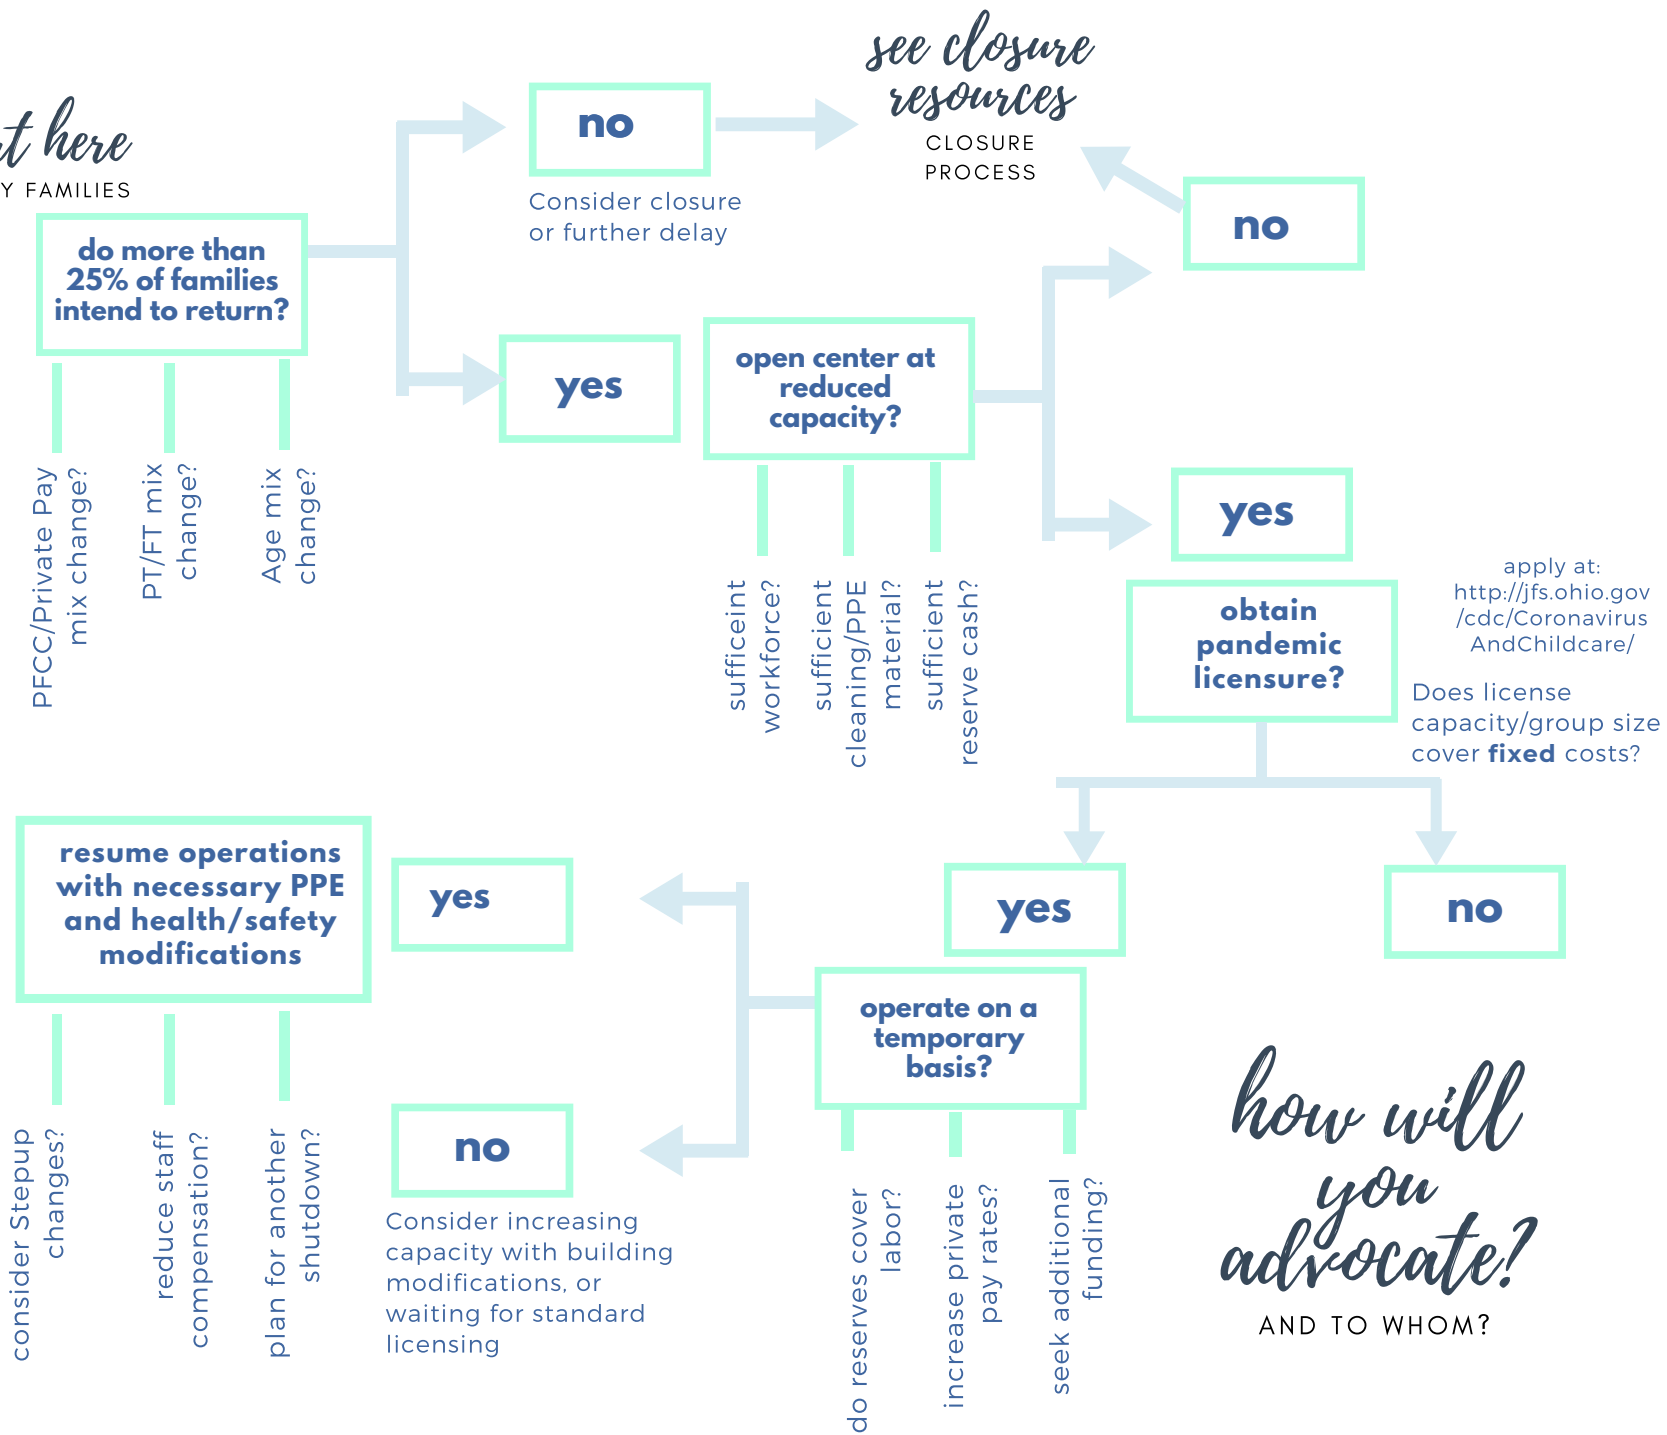 here
Y FAMILIES
do more than
25% of families
intend to return?
PFCC/Private Pay
mix change?
PT/FT mix
change?
Age mix
change?
no
Consider closure
or further delay
see closure
resources
CLOSURE
PROCESS
yes
open center at
reduced
capacity?
sufficeint
workforce?
sufficient
cleaning/PPE
material?
sufficient
reserve cash?
no
yes
obtain
pandemic
licensure?
apply at:
http://jfs.ohio.gov
/cdc/Coronavirus
AndChildcare/
Does license
capacity/group size
cover fixed costs?
yes
no
operate on a
temporary
basis?
do reserves cover
labor?
increase private
pay rates?
seek additional
funding?
yes
resume operations
with necessary PPE
and health/safety
modifications
consider Stepup
changes?
reduce staff
compensation?
plan for another
shutdown?
no
Consider increasing
capacity with building
modifications, or
waiting for standard
licensing
how will
you
advocate?
AND TO WHOM?